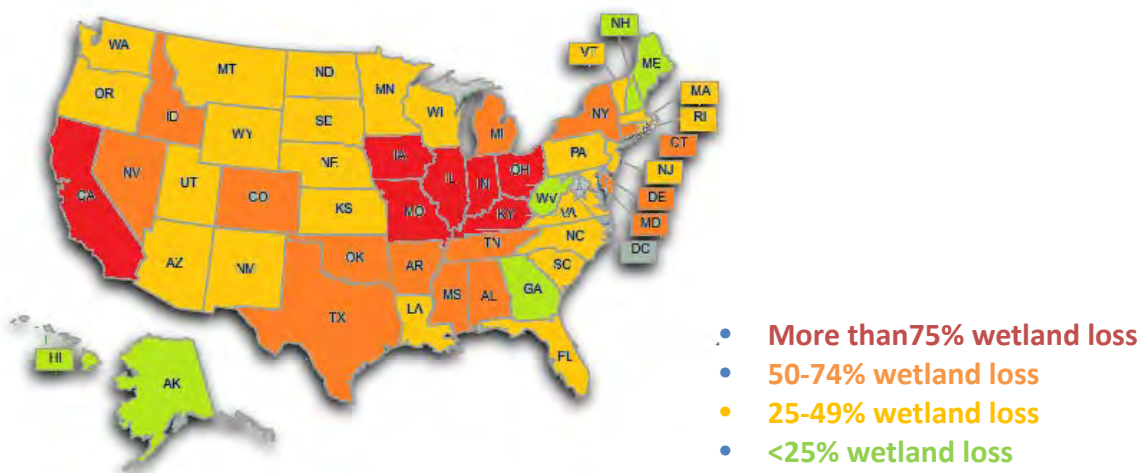 NH
WA
VT
ME
MT
ND
MN
OR
MA
NY
ID
WI
SD
RI
MI
WY
CT
PA
IA
NE
NJ
OH
NV
IN
IL
UT
DE
CO
WV
CA
KS
MO
VA
KY
MD
NC
TN
DC
OK
AZ
NM
AR
SC
MS
AL
GA
LA
TX
More than75% wetland loss
FL
HI
50-74% wetland loss
AK
25-49% wetland loss
<25% wetland loss